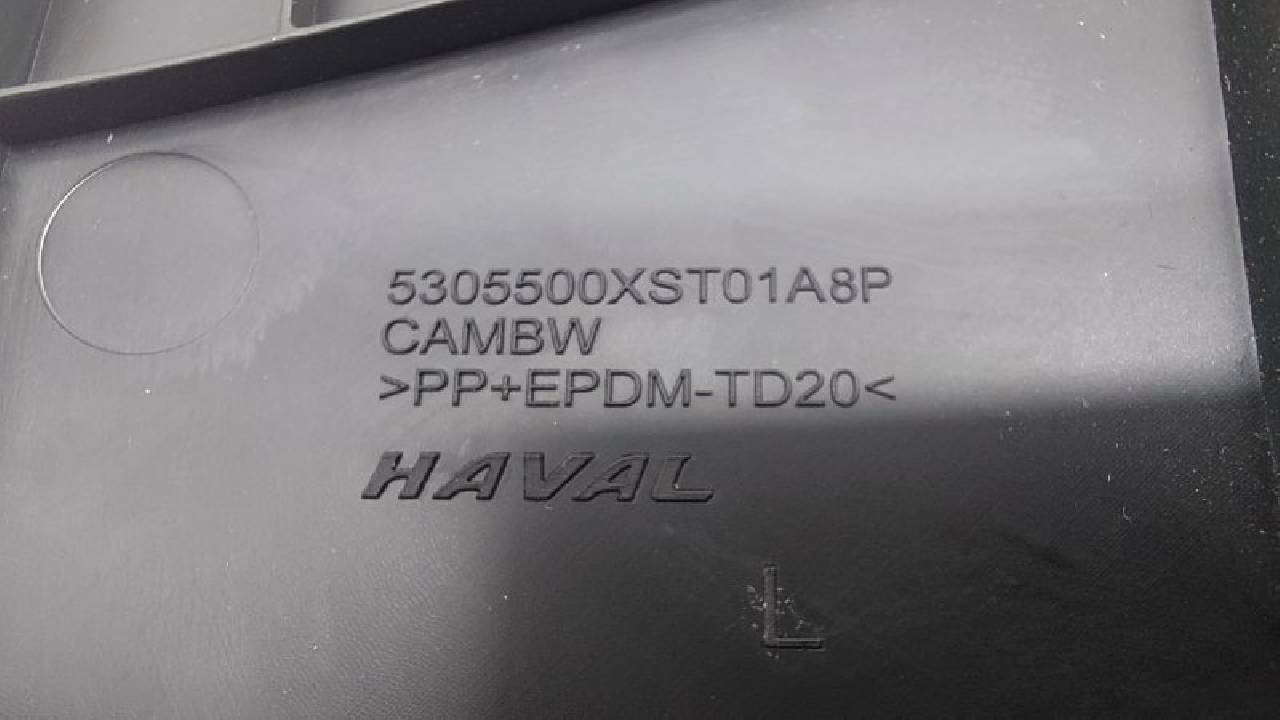 5305500XST01A8P
CAMBW
>PP+EPDM-TD20<
HAVAL
L